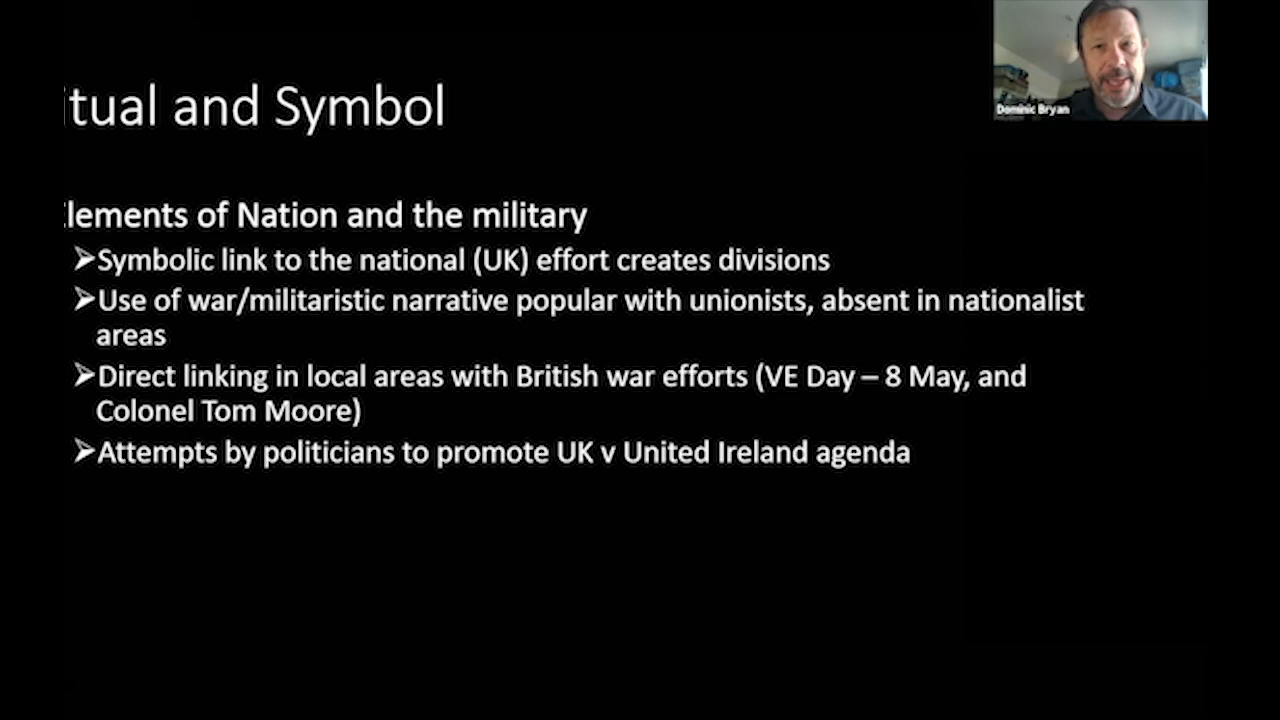 itual and Symbol
Dominic Bryan
lements of Nation and the military
➢Symbolic link to the national (UK) effort creates divisions
➢Use of war/militaristic narrative popular with unionists, absent in nationalist
areas
➢Direct linking in local areas with British war efforts (VE Day – 8 May, and
Colonel Tom Moore)
➢Attempts by politicians to promote UK v United Ireland agenda